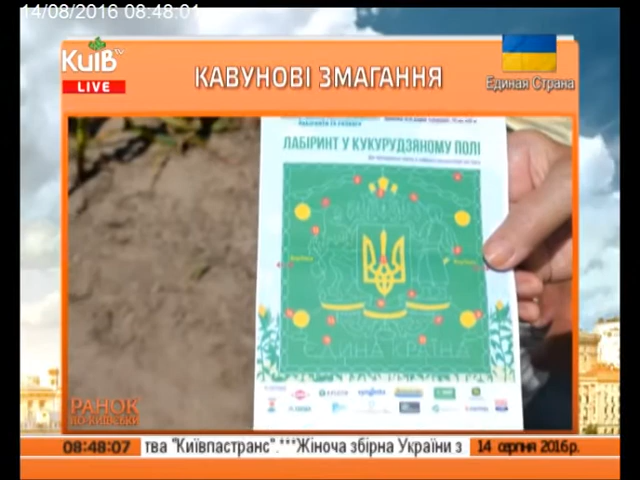 14/08/2016 08:48:01
КиїВ TV
LIVE
КАВУНОВІ ЗМАГАННЯ
Единая Страна
ЛАБІРИНТ У КУКУРУДЗЯНОМУ ПОЛІ
ЄДИНА КРАЇНА
РАНОК
ПО-КИЇВСЬКИ
08:48:07 тва "Київпастранс".***Жіноча збірна України з 14 серпня 2016р.